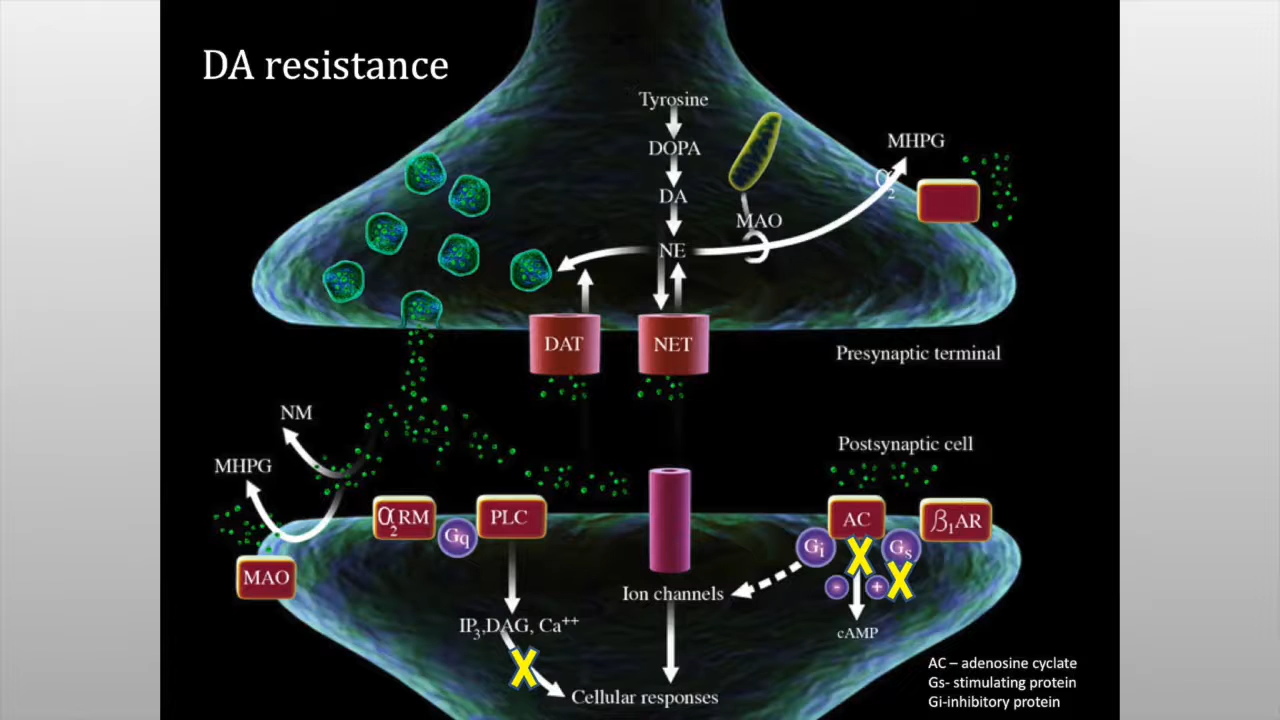 DA resistance
Tyrosine
DOPA
DA
NE
MAO
MHPG
α2
DAT
NET
Presynaptic terminal
NM
MHPG
MAO
Postsynaptic cell
α2RM
Gq
PLC
AC
β1AR
Gi
Gs
- +
Ion channels
IP3,DAG, Ca++
cAMP
Cellular responses
AC – adenosine cyclate
Gs- stimulating protein
Gi-inhibitory protein